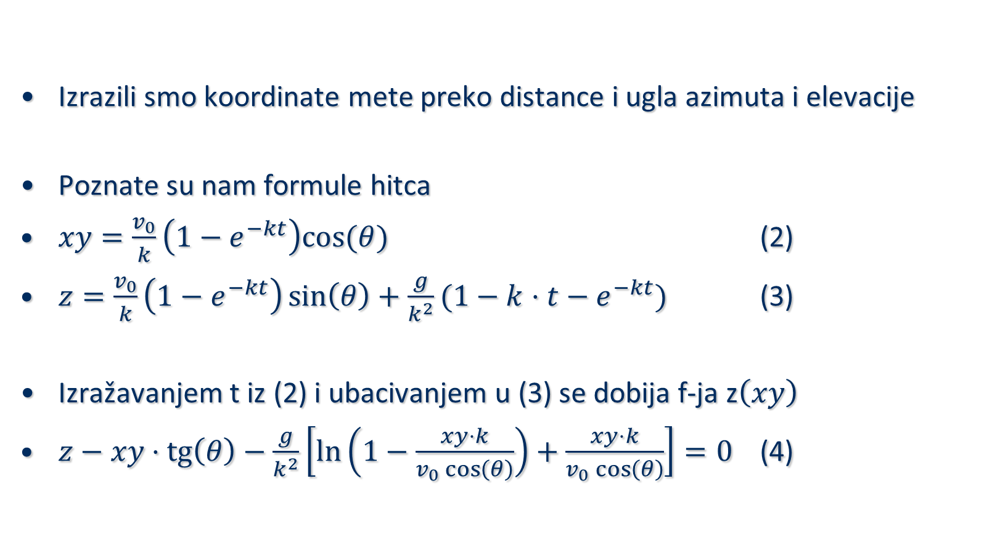 • Izrazili smo koordinate mete preko distance i ugla azimuta i elevacije
• Poznate su nam formule hitca
• $xy = \frac{v_0}{k}\left(1 - e^{-kt}\right)\cos(\theta)$ (2)
• $z = \frac{v_0}{k}\left(1 - e^{-kt}\right)\sin(\theta) + \frac{g}{k^2}(1 - k \cdot t - e^{-kt})$ (3)
• Izražavanjem t iz (2) i ubacivanjem u (3) se dobija f-ja z$(xy)$
• $z - xy \cdot \text{tg}(\theta) - \frac{g}{k^2}\left[\ln\left(1 - \frac{xy \cdot k}{v_0 \cos(\theta)}\right) + \frac{xy \cdot k}{v_0 \cos(\theta)}\right] = 0$ (4)